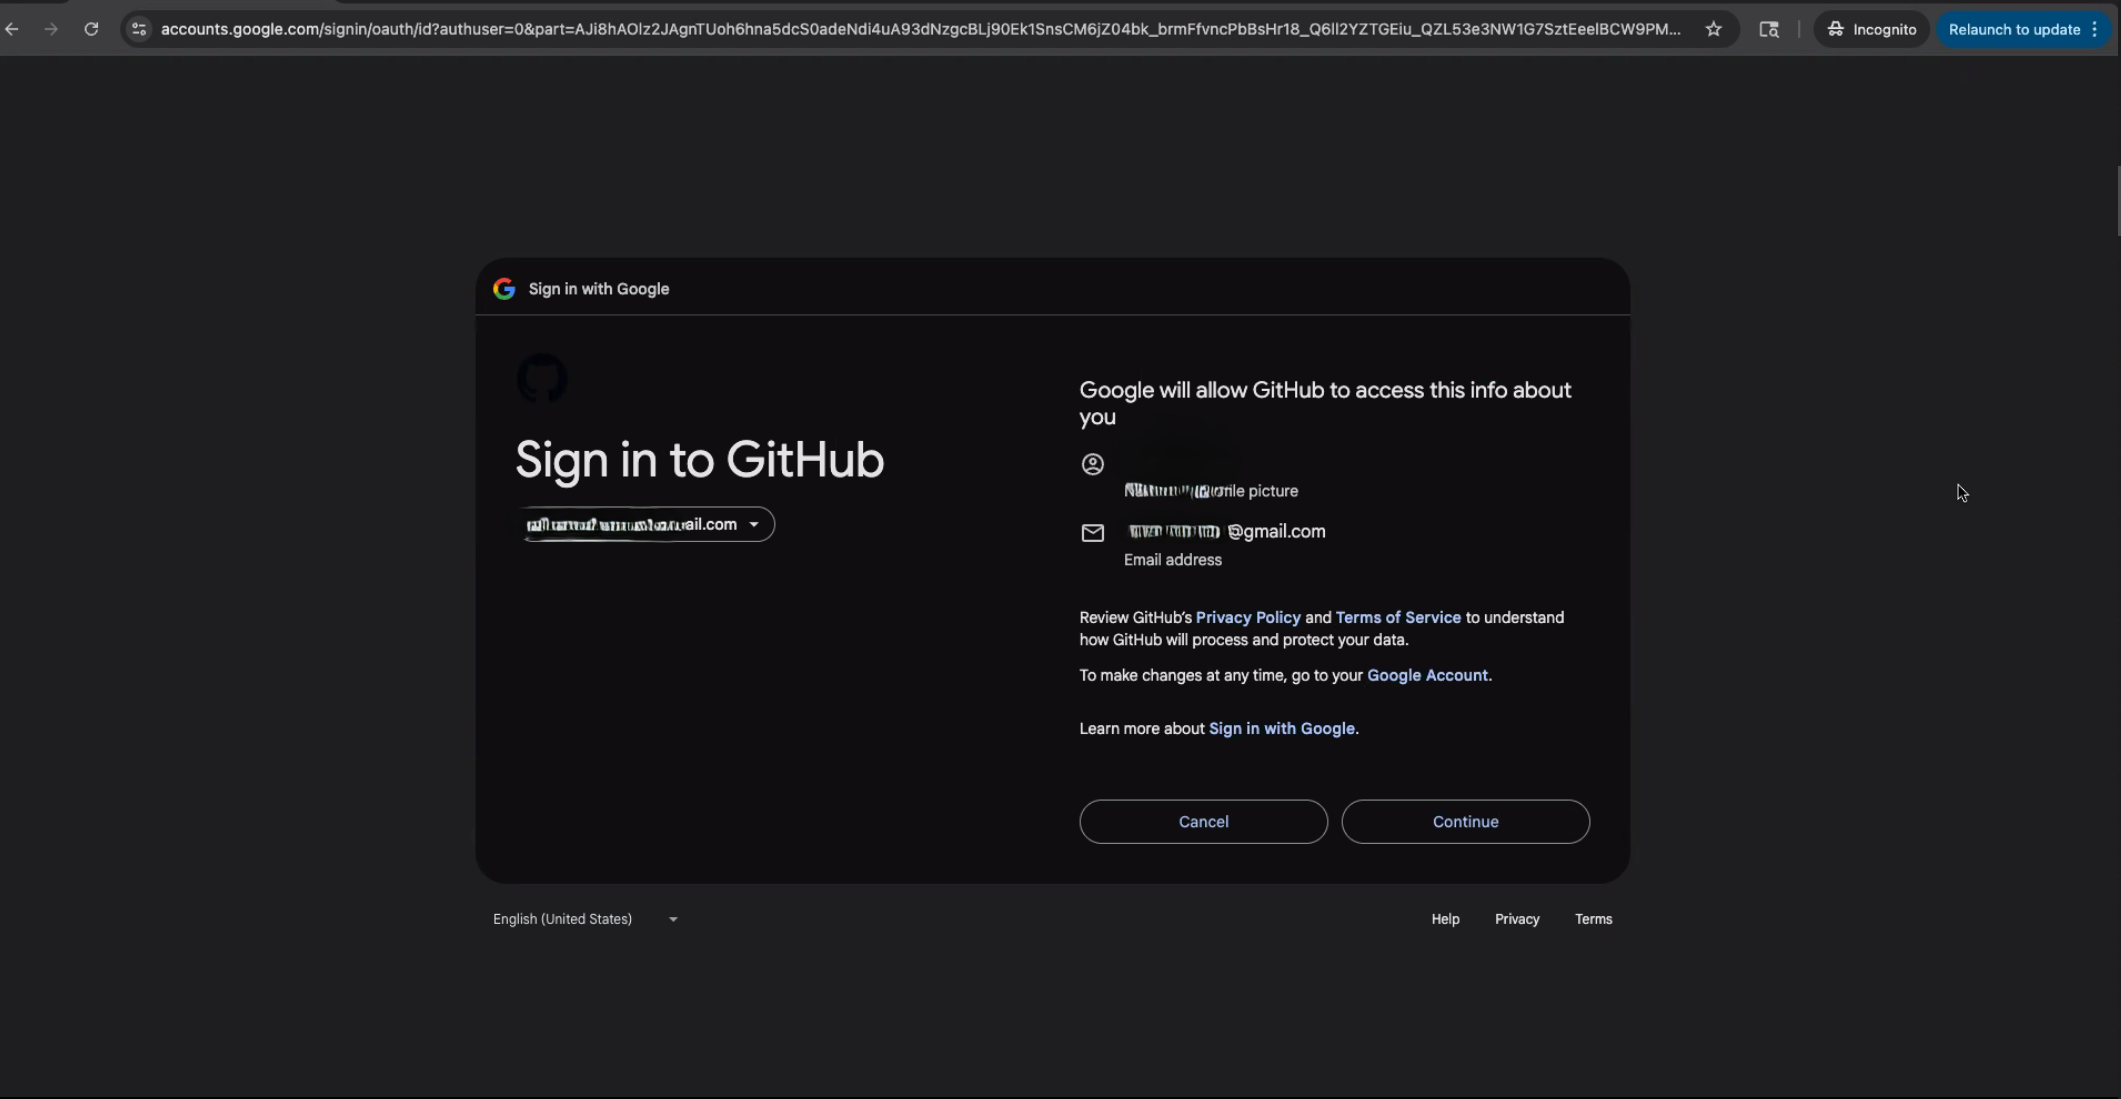 accounts.google.com/signin/oauth/id?authuser=0&part=AJi8hAOlz2JAgnTUoh6hna5dcS0adeNdi4uA93dNzgcBLj90Ek1SnsCM6jZ04bk_brmFfvncPbBsHr18_Q6ll2YZTGEiu_QZL53e3NW1G7SztEeelBCW9PM...
Incognito
Relaunch to update
Sign in with Google
Sign in to GitHub
ail.com
Google will allow GitHub to access this info about
you
picture
@gmail.com
Email address
Review GitHub's Privacy Policy and Terms of Service to understand
how GitHub will process and protect your data.
To make changes at any time, go to your Google Account.
Learn more about Sign in with Google.
Cancel
Continue
English (United States)
Help
Privacy
Terms